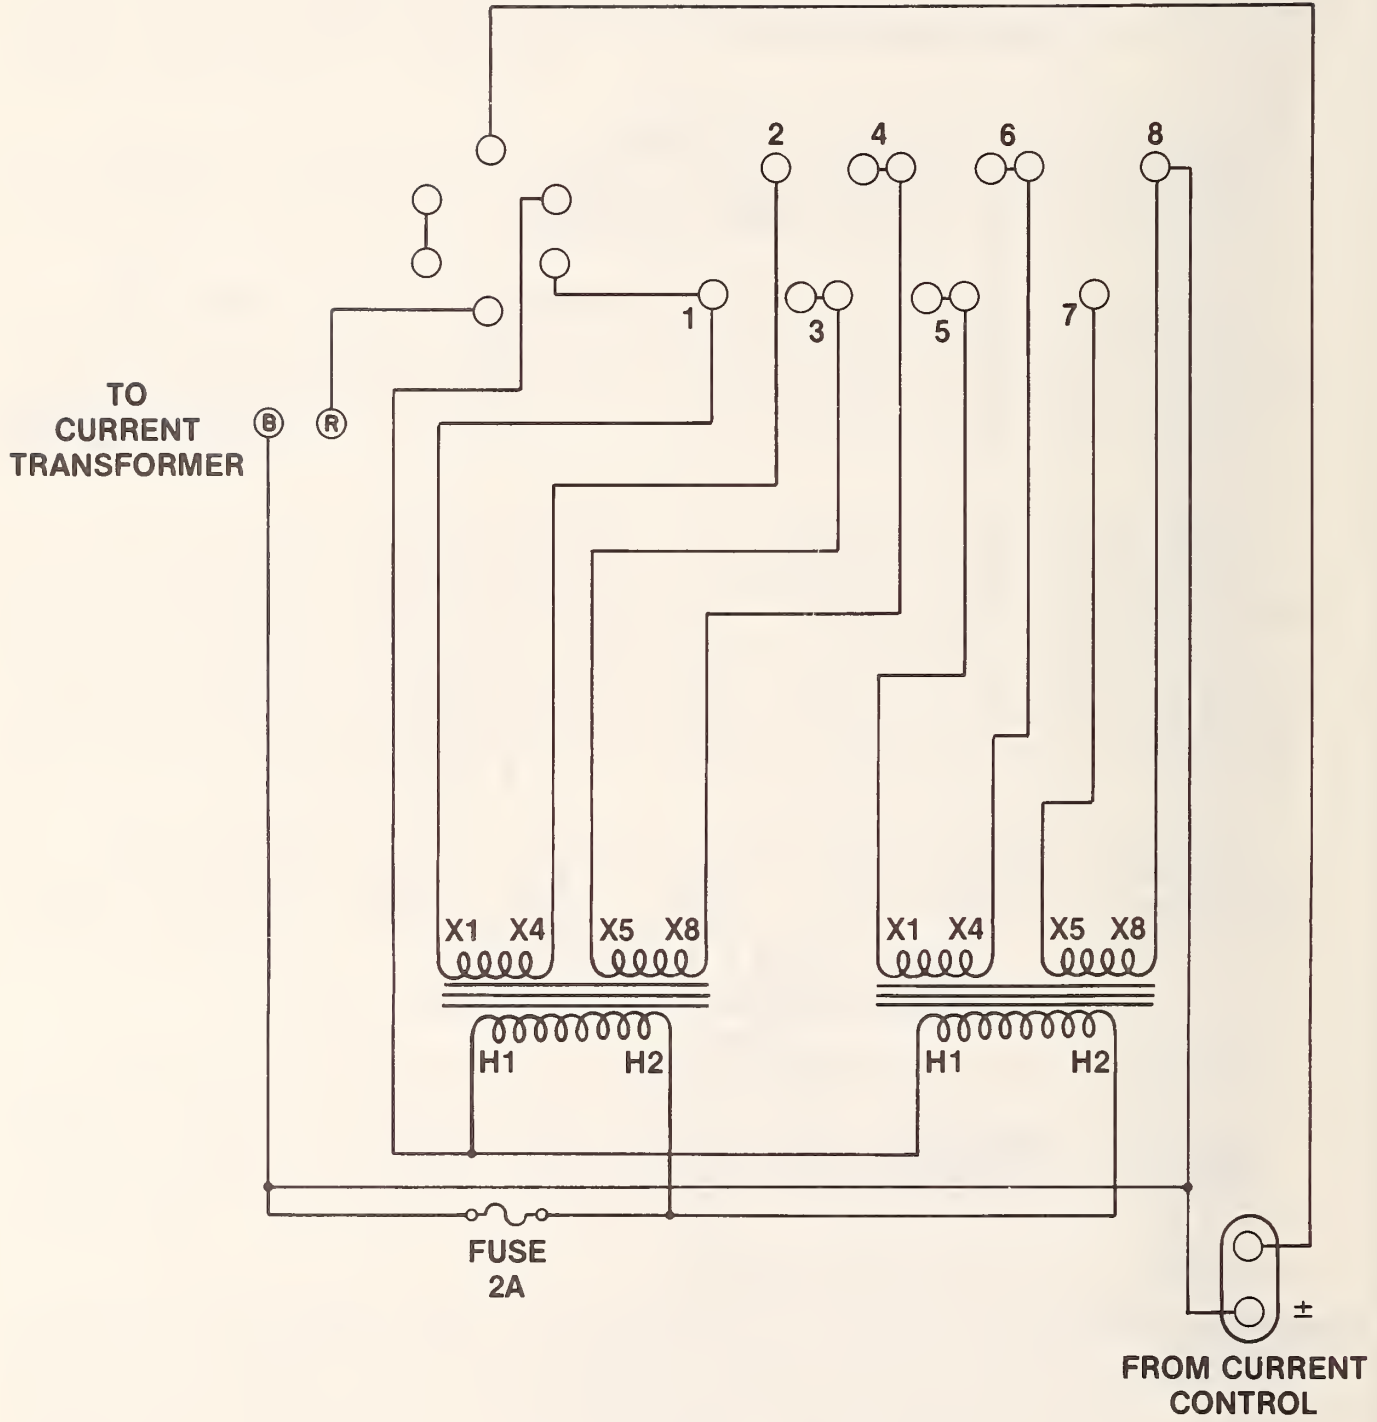 2 4 6 8
1 3 5 7
TO
CURRENT
TRANSFORMER
B R
X1 X4 X5 X8 X1 X4 X5 X8
H1 H2 H1 H2
FUSE
2A
±
FROM CURRENT
CONTROL